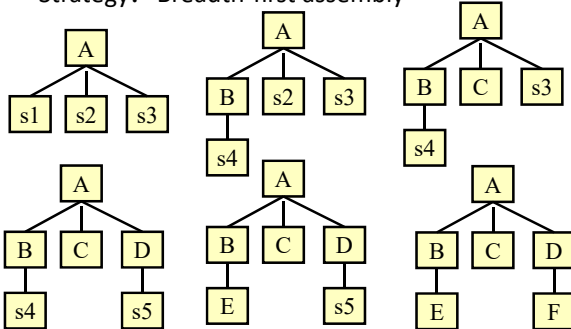 Strategy: Breadth-first assembly
A
s1 s2 s3
A
B s2 s3
s4
A
B C s3
s4
A
B C D
s4 s5
A
B C D
E s5
A
B C D
E F